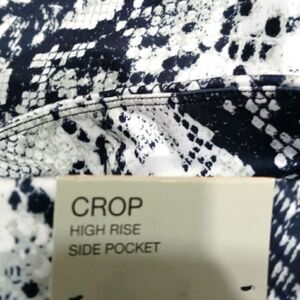 CROP
HIGH RISE
SIDE POCKET